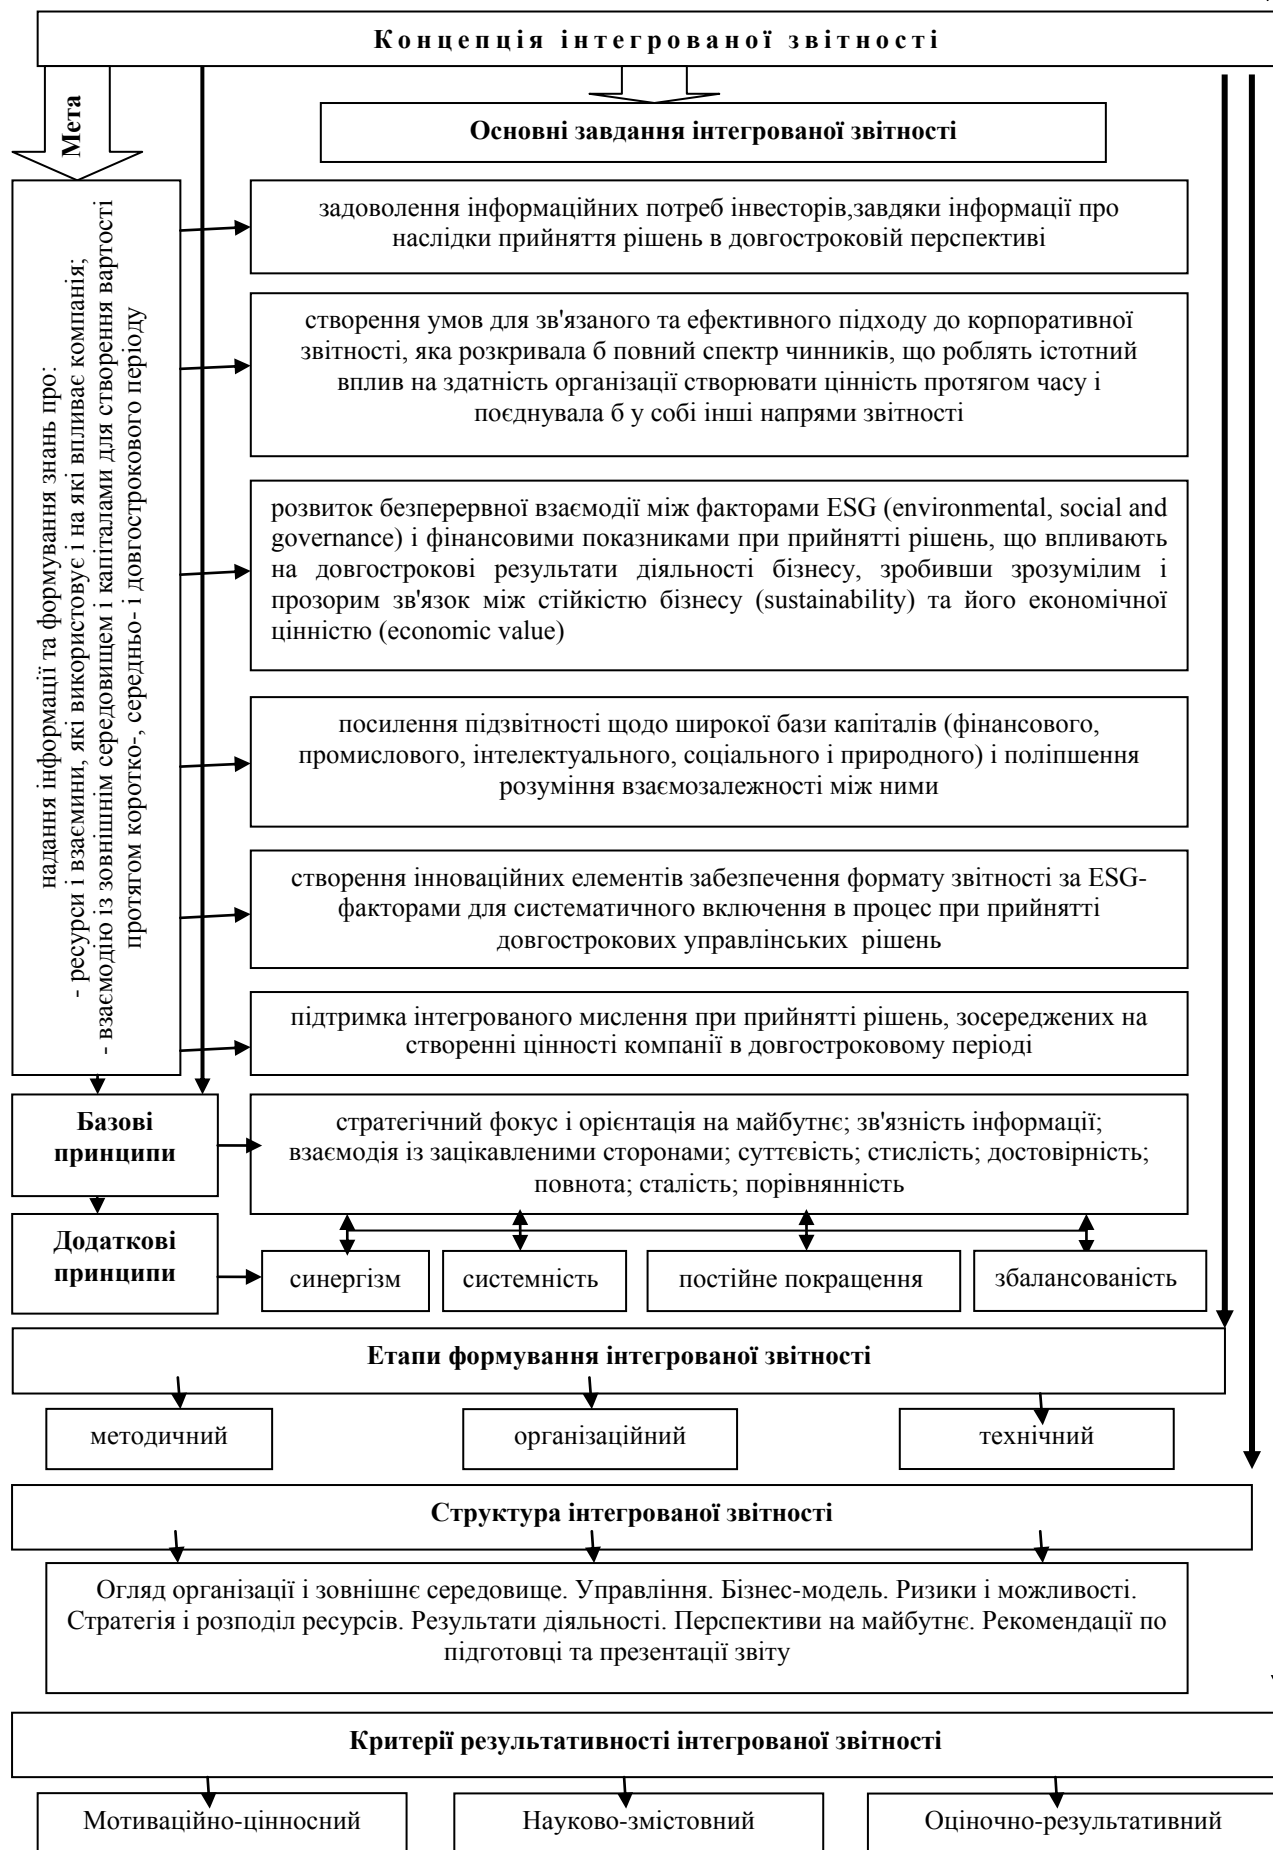 Концепція інтегрованої звітності
Мета
Основні завдання інтегрованої звітності
надання інформації та формування знань про:
- ресурси і взаємини, які використовує і на які впливає компанія;
- взаємодію із зовнішнім середовищем і капіталами для створення вартості
протягом коротко-, середньо- і довгострокового періоду
задоволення інформаційних потреб інвесторів,завдяки інформації про
наслідки прийняття рішень в довгостроковій перспективі
створення умов для зв'язаного та ефективного підходу до корпоративної
звітності, яка розкривала б повний спектр чинників, що роблять істотний
вплив на здатність організації створювати цінність протягом часу і
поєднувала б у собі інші напрями звітності
розвиток безперервної взаємодії між факторами ESG (environmental, social and
governance) і фінансовими показниками при прийнятті рішень, що впливають
на довгострокові результати діяльності бізнесу, зробивши зрозумілим і
прозорим зв'язок між стійкістю бізнесу (sustainability) та його економічної
цінністю (economic value)
посилення підзвітності щодо широкої бази капіталів (фінансового,
промислового, інтелектуального, соціального і природного) і поліпшення
розуміння взаємозалежності між ними
створення інноваційних елементів забезпечення формату звітності за ESG-
факторами для систематичного включення в процес при прийнятті
довгострокових управлінських рішень
підтримка інтегрованого мислення при прийнятті рішень, зосереджених на
створенні цінності компанії в довгостроковому періоді
Базові
принципи
стратегічний фокус і орієнтація на майбутнє; зв'язність інформації;
взаємодія із зацікавленими сторонами; суттєвість; стислість; достовірність;
повнота; сталість; порівнянність
Додаткові
принципи
синергізм
системність
постійне покращення
збалансованість
Етапи формування інтегрованої звітності
методичний
організаційний
технічний
Структура інтегрованої звітності
Огляд організації і зовнішнє середовище. Управління. Бізнес-модель. Ризики і можливості.
Стратегія і розподіл ресурсів. Результати діяльності. Перспективи на майбутнє. Рекомендації по
підготовці та презентації звіту
Критерії результативності інтегрованої звітності
Мотиваційно-цінносний
Науково-змістовний
Оціночно-результативний